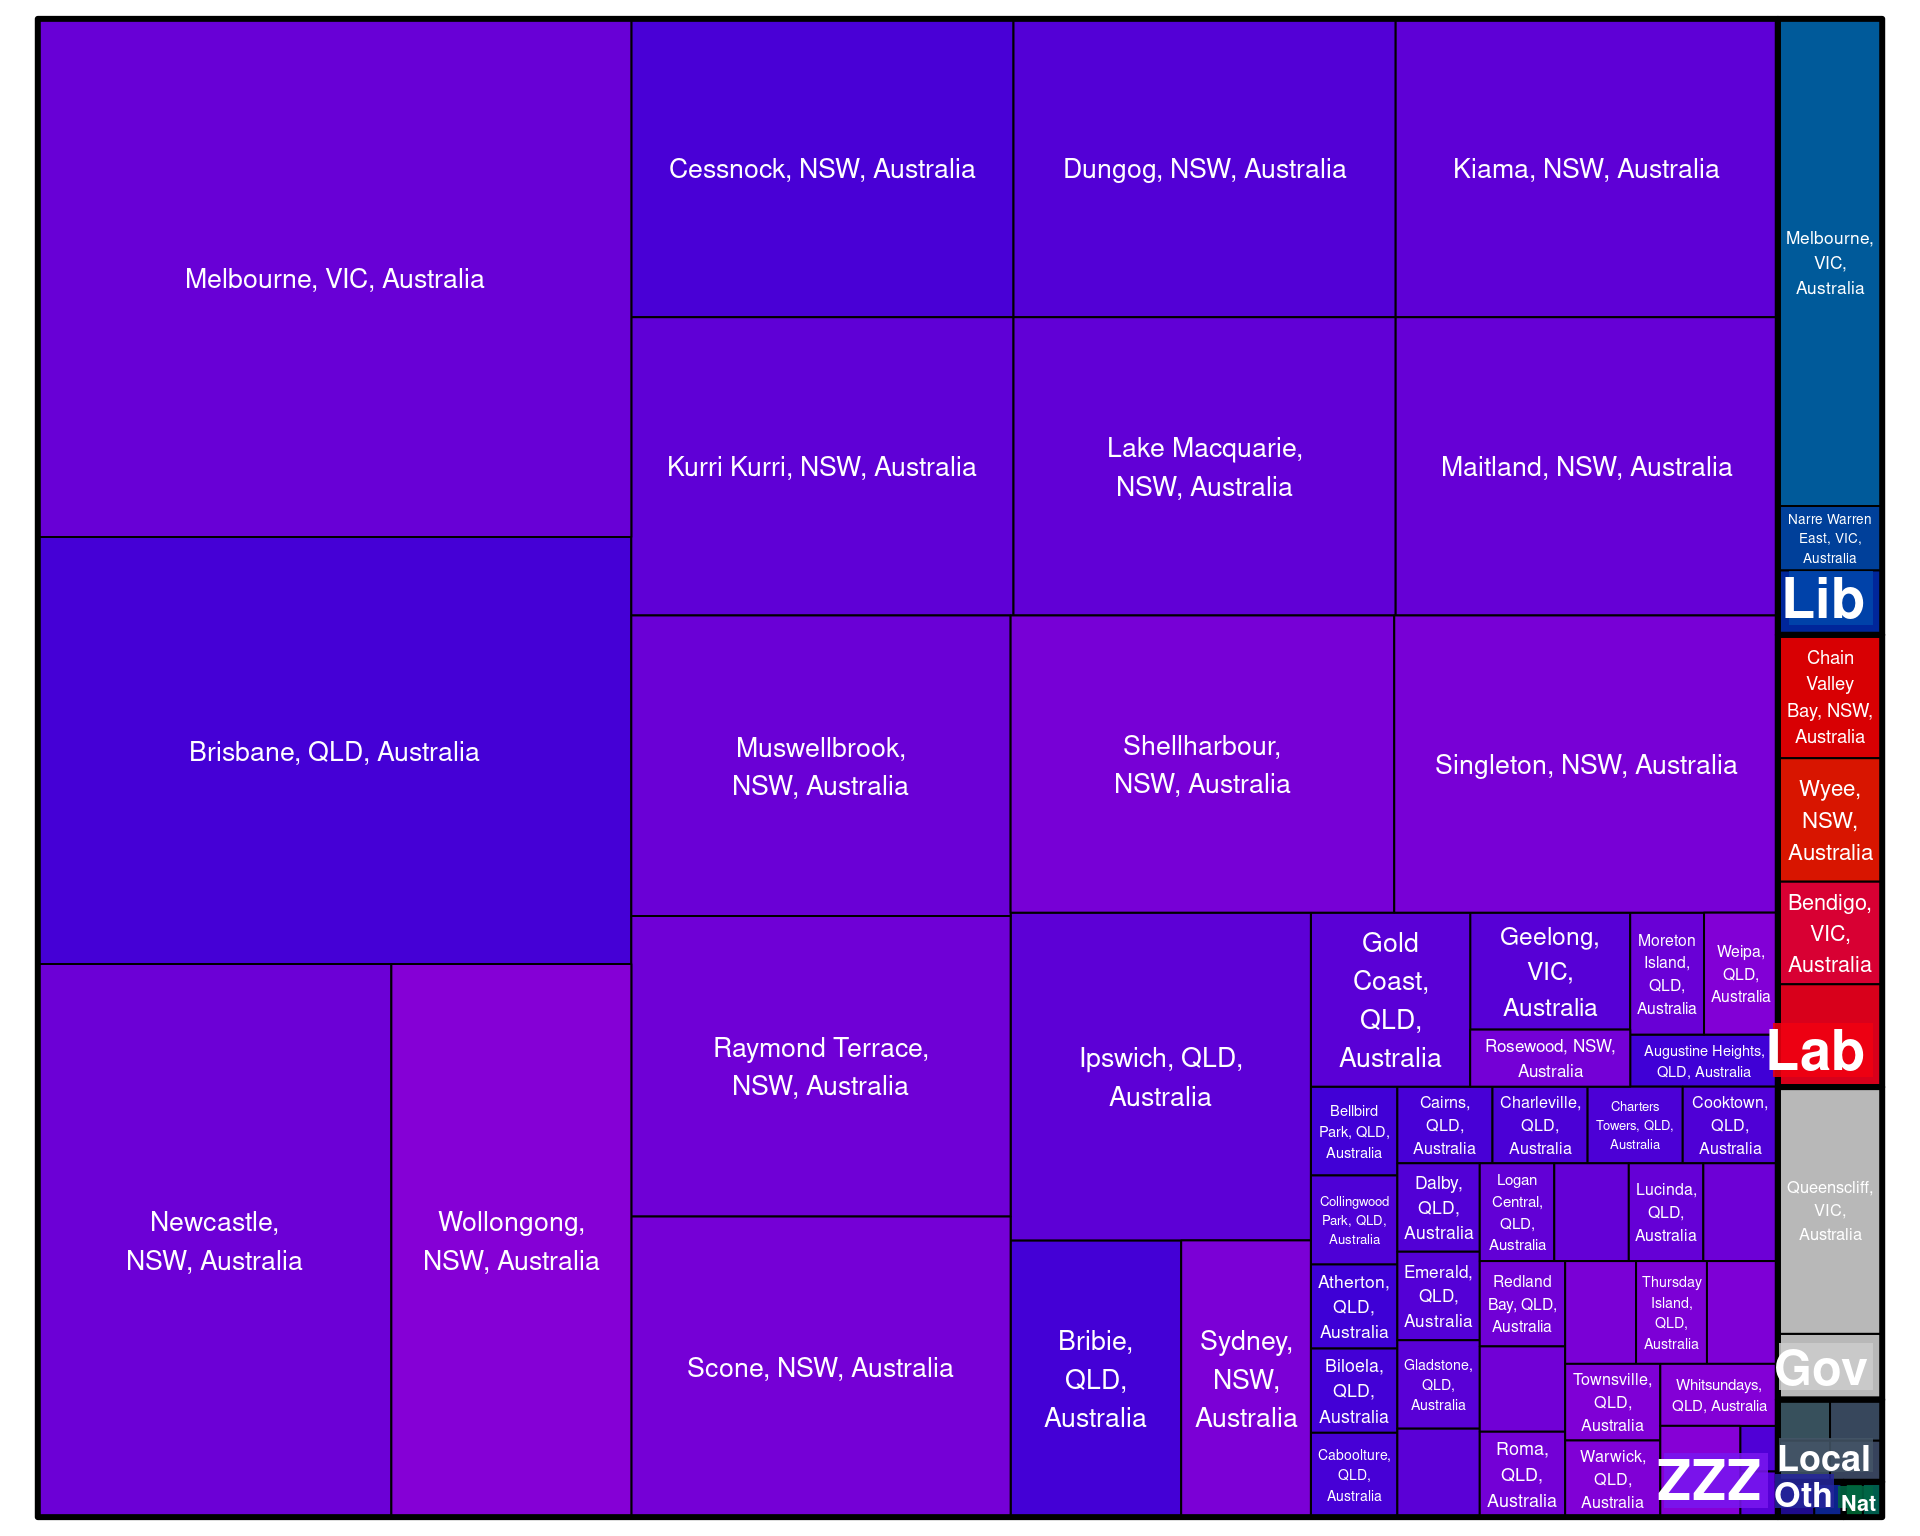 Melbourne, VIC, Australia
Brisbane, QLD, Australia
Newcastle,
NSW, Australia
Wollongong,
NSW, Australia
Cessnock, NSW, Australia
Dungog, NSW, Australia
Kiama, NSW, Australia
Kurri Kurri, NSW, Australia
Lake Macquarie,
NSW, Australia
Maitland, NSW, Australia
Muswellbrook,
NSW, Australia
Shellharbour,
NSW, Australia
Singleton, NSW, Australia
Raymond Terrace,
NSW, Australia
Scone, NSW, Australia
Ipswich, QLD,
Australia
Bribie,
QLD,
Australia
Sydney,
NSW,
Australia
Gold
Coast,
QLD,
Australia
Geelong,
VIC,
Australia
Rosewood, NSW,
Australia
Moreton
Island,
QLD,
Australia
Weipa,
QLD,
Australia
Augustine Heights,
QLD, Australia
Bellbird
Park, QLD,
Australia
Collingwood
Park, QLD,
Australia
Atherton,
QLD,
Australia
Biloela,
QLD,
Australia
Caboolture,
QLD,
Australia
Cairns,
QLD,
Australia
Charleville,
QLD,
Australia
Charters
Towers, QLD,
Australia
Cooktown,
QLD,
Australia
Dalby,
QLD,
Australia
Emerald,
QLD,
Australia
Gladstone,
QLD,
Australia
Logan
Central,
QLD,
Australia
Lucinda,
QLD,
Australia
Redland
Bay, QLD,
Australia
Thursday
Island,
QLD,
Australia
Roma,
QLD,
Australia
Townsville,
QLD,
Australia
Warwick,
QLD,
Australia
Whitsundays,
QLD, Australia
ZZZ
Melbourne,
VIC,
Australia
Narre Warren
East, VIC,
Australia
Lib
Chain
Valley
Bay, NSW,
Australia
Wyee,
NSW,
Australia
Bendigo,
VIC,
Australia
Lab
Queenscliff,
VIC,
Australia
Gov
Local
Oth
Nat